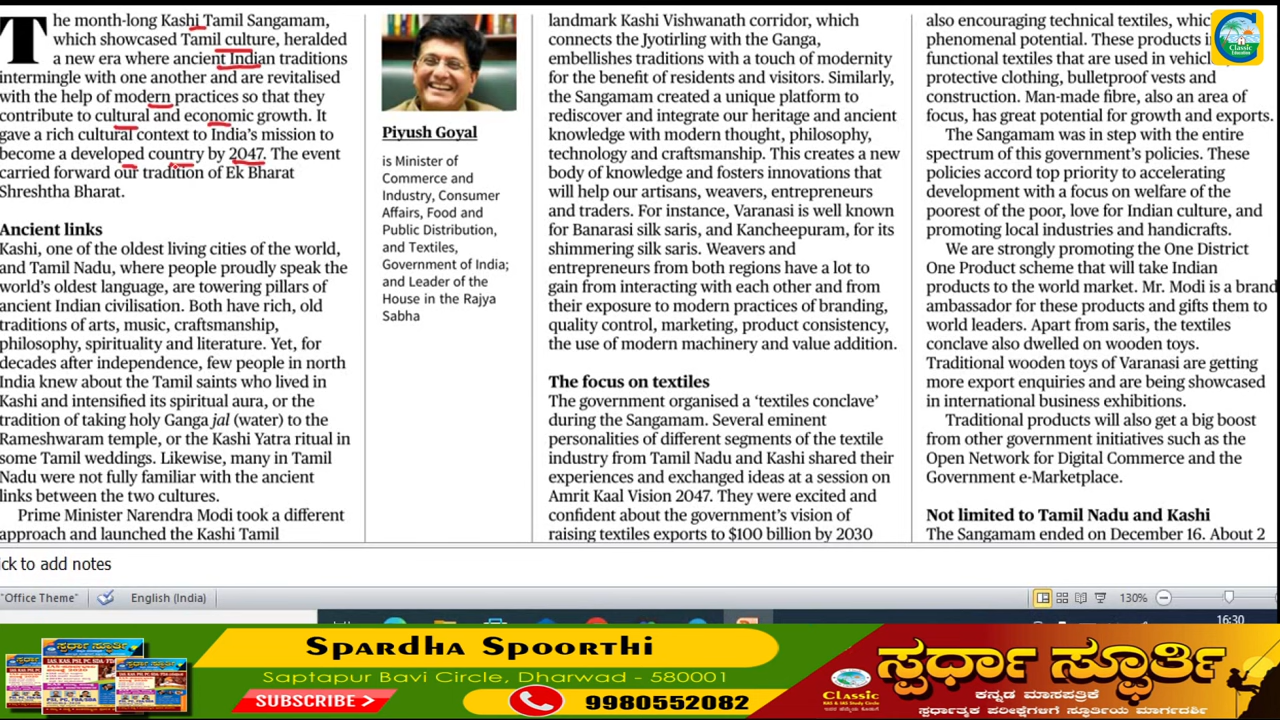 The month-long Kashi Tamil Sangamam,
which showcased Tamil culture, heralded
a new era where ancient Indian traditions
intermingle with one another and are revitalised
with the help of modern practices so that they
contribute to cultural and economic growth. It
gave a rich cultural context to India's mission to
become a developed country by 2047. The event
carried forward our tradition of Ek Bharat
Shreshtha Bharat.
Ancient links
Kashi, one of the oldest living cities of the world,
and Tamil Nadu, where people proudly speak the
world's oldest language, are towering pillars of
ancient Indian civilisation. Both have rich, old
traditions of arts, music, craftsmanship,
philosophy, spirituality and literature. Yet, for
decades after independence, few people in north
India knew about the Tamil saints who lived in
Kashi and intensified its spiritual aura, or the
tradition of taking holy Ganga jal (water) to the
Rameshwaram temple, or the Kashi Yatra ritual in
some Tamil weddings. Likewise, many in Tamil
Nadu were not fully familiar with the ancient
links between the two cultures.
Prime Minister Narendra Modi took a different
approach and launched the Kashi Tamil
Piyush Goyal
is Minister of
Commerce and
Industry, Consumer
Affairs, Food and
Public Distribution,
and Textiles,
Government of India;
and Leader of the
House in the Rajya
Sabha
landmark Kashi Vishwanath corridor, which
connects the Jyotirling with the Ganga,
embellishes traditions with a touch of modernity
for the benefit of residents and visitors. Similarly,
the Sangamam created a unique platform to
rediscover and integrate our heritage and ancient
knowledge with modern thought, philosophy,
technology and craftsmanship. This creates a new
body of knowledge and fosters innovations that
will help our artisans, weavers, entrepreneurs
and traders. For instance, Varanasi is well known
for Banarasi silk saris, and Kancheepuram, for its
shimmering silk saris. Weavers and
entrepreneurs from both regions have a lot to
gain from interacting with each other and from
their exposure to modern practices of branding,
quality control, marketing, product consistency,
the use of modern machinery and value addition.
The focus on textiles
The government organised a 'textiles conclave'
during the Sangamam. Several eminent
personalities of different segments of the textile
industry from Tamil Nadu and Kashi shared their
experiences and exchanged ideas at a session on
Amrit Kaal Vision 2047. They were excited and
confident about the government's vision of
raising textiles exports to $100 billion by 2030
also encouraging technical textiles, whic
phenomenal potential. These products i
functional textiles that are used in vehicl
protective clothing, bulletproof vests and
construction. Man-made fibre, also an area of
focus, has great potential for growth and exports.
The Sangamam was in step with the entire
spectrum of this government's policies. These
policies accord top priority to accelerating
development with a focus on welfare of the
poorest of the poor, love for Indian culture, and
promoting local industries and handicrafts.
We are strongly promoting the One District
One Product scheme that will take Indian
products to the world market. Mr. Modi is a brand
ambassador for these products and gifts them to
world leaders. Apart from saris, the textiles
conclave also dwelled on wooden toys.
Traditional wooden toys of Varanasi are getting
more export enquiries and are being showcased
in international business exhibitions.
Traditional products will also get a big boost
from other government initiatives such as the
Open Network for Digital Commerce and the
Government e-Marketplace.
Not limited to Tamil Nadu and Kashi
The Sangamam ended on December 16. About 2
Classic
Education
ck to add notes
"Office Theme"
English (India)
130%
16:30
Spardha Spoorthi
Saptapur Bavi Circle, Dharwad - 580001
SUBSCRIBE
9980552082
ಸ್ಪರ್ಧಾ ಸ್ಫೂರ್ತಿ
ಕನ್ನಡ ಮಾಸಪತ್ರಿಕೆ
ಸ್ಪರ್ಧಾತ್ಮಕ ಪರೀಕ್ಷೆಗಳಿಗೆ ಸ್ಫೂರ್ತಿಯ ಮಾರ್ಗದರ್ಶಿ
Classic
IAS & KAS Study Circle